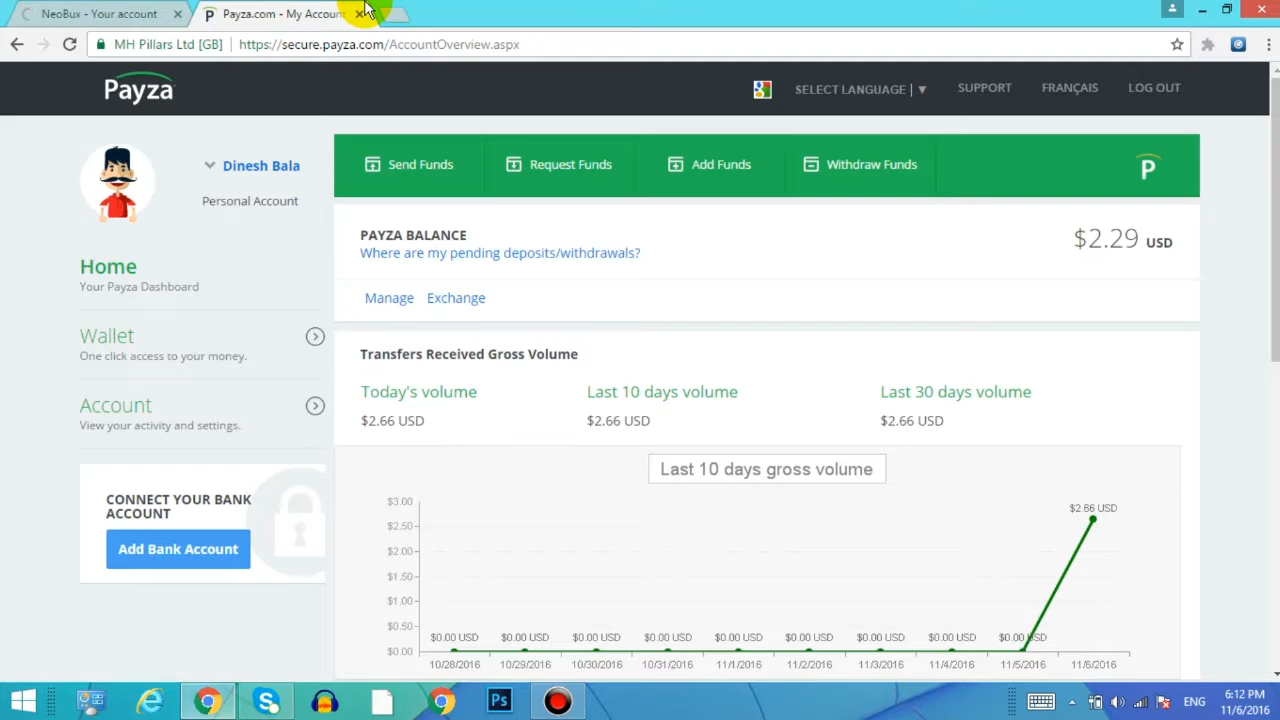 NeoBux - Your account
Payza.com - My Account
MH Pillars Ltd [GB]
https://secure.payza.com/AccountOverview.aspx
Payza
SELECT LANGUAGE | ▼
SUPPORT
FRANÇAIS
LOG OUT
Dinesh Bala
Personal Account
Home
Your Payza Dashboard
Wallet
One click access to your money.
Account
View your activity and settings.
CONNECT YOUR BANK
ACCOUNT
Add Bank Account
Send Funds
Request Funds
Add Funds
Withdraw Funds
P
PAYZA BALANCE
Where are my pending deposits/withdrawals?
$2.29 USD
Manage
Exchange
Transfers Received Gross Volume
Today's volume
Last 10 days volume
Last 30 days volume
$2.66 USD
$2.66 USD
$2.66 USD
Last 10 days gross volume
$3.00
$2.50
$2.00
$1.50
$1.00
$0.50
$0.00
$2.66 USD
$0.00 USD
$0.00 USD
$0.00 USD
$0.00 USD
$0.00 USD
$0.00 USD
$0.00 USD
$0.00 USD
$0.00 USD
10/28/2016
10/29/2016
10/30/2016
10/31/2016
11/1/2016
11/2/2016
11/3/2016
11/4/2016
11/5/2016
11/6/2016
Ps
ENG
6:12 PM
11/6/2016